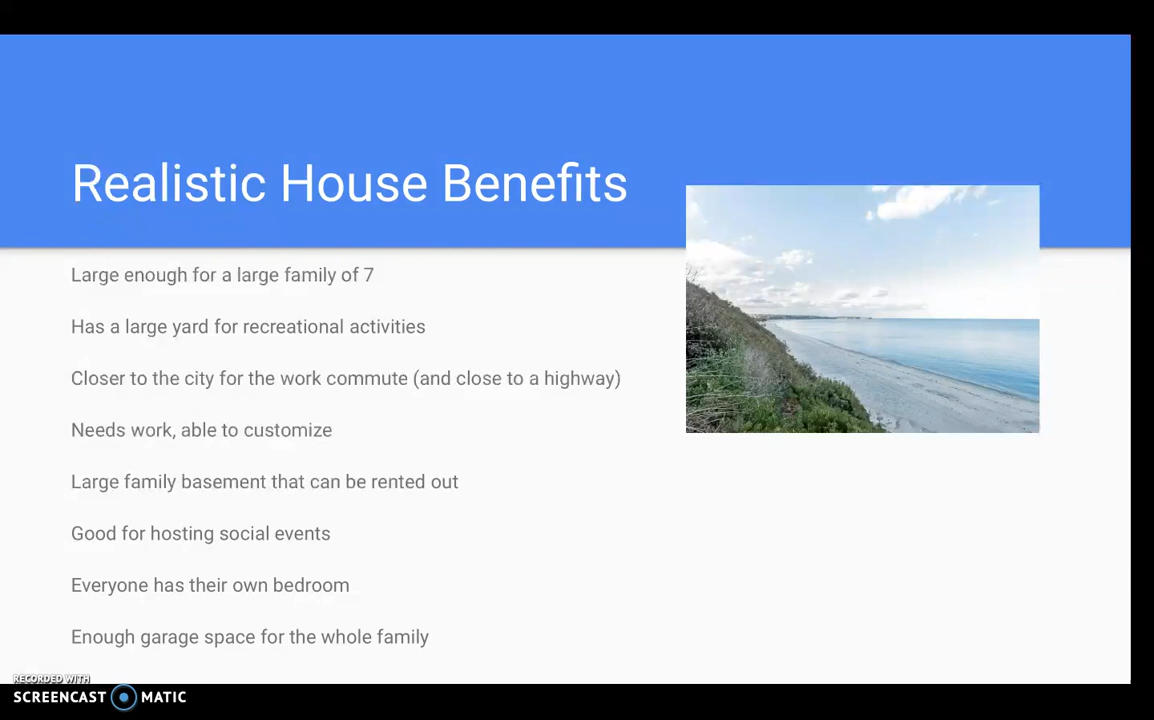 Realistic House Benefits
Large enough for a large family of 7
Has a large yard for recreational activities
Closer to the city for the work commute (and close to a highway)
Needs work, able to customize
Large family basement that can be rented out
Good for hosting social events
Everyone has their own bedroom
Enough garage space for the whole family
RECORDED WITH
SCREENCAST MATIC